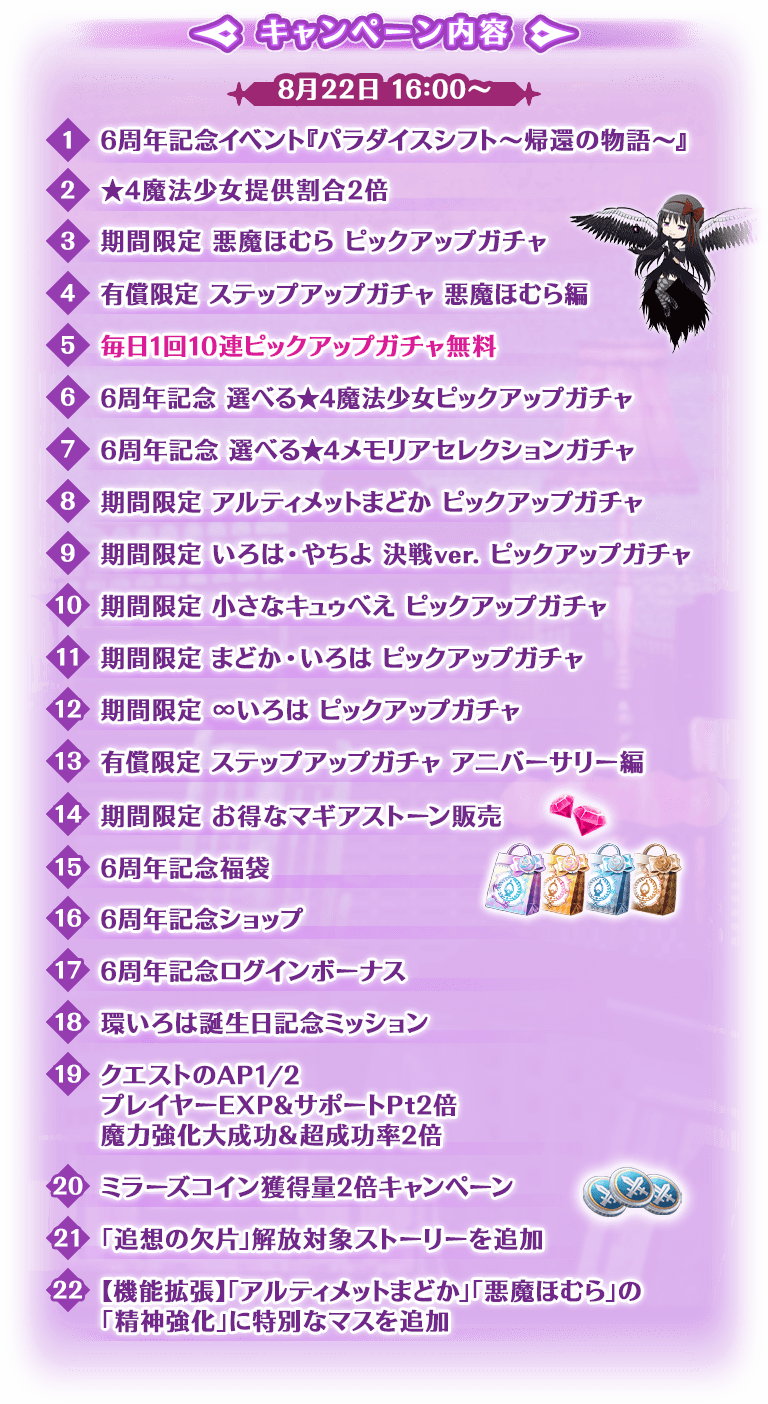 キャンペーン内容
8月22日 16:00～
1 6周年記念イベント『パラダイスシフト～帰還の物語～』
2 ★4魔法少女提供割合2倍
3 期間限定 悪魔ほむら ピックアップガチャ
4 有償限定 ステップアップガチャ 悪魔ほむら編
5 毎日1回10連ピックアップガチャ無料
6 6周年記念 選べる★4魔法少女ピックアップガチャ
7 6周年記念 選べる★4メモリアセレクションガチャ
8 期間限定 アルティメットまどか ピックアップガチャ
9 期間限定 いろは・やちよ 決戦ver. ピックアップガチャ
10 期間限定 小さなキュゥべえ ピックアップガチャ
11 期間限定 まどか・いろは ピックアップガチャ
12 期間限定 ∞いろは ピックアップガチャ
13 有償限定 ステップアップガチャ アニバーサリー編
14 期間限定 お得なマギアストーン販売
15 6周年記念福袋
16 6周年記念ショップ
17 6周年記念ログインボーナス
18 環いろは誕生日記念ミッション
19 クエストのAP1/2
プレイヤーEXP&サポートPt2倍
魔力強化大成功&超成功率2倍
20 ミラーズコイン獲得量2倍キャンペーン
21 「追想の欠片」解放対象ストーリーを追加
22 【機能拡張】「アルティメットまどか」「悪魔ほむら」の
「精神強化」に特別なマスを追加